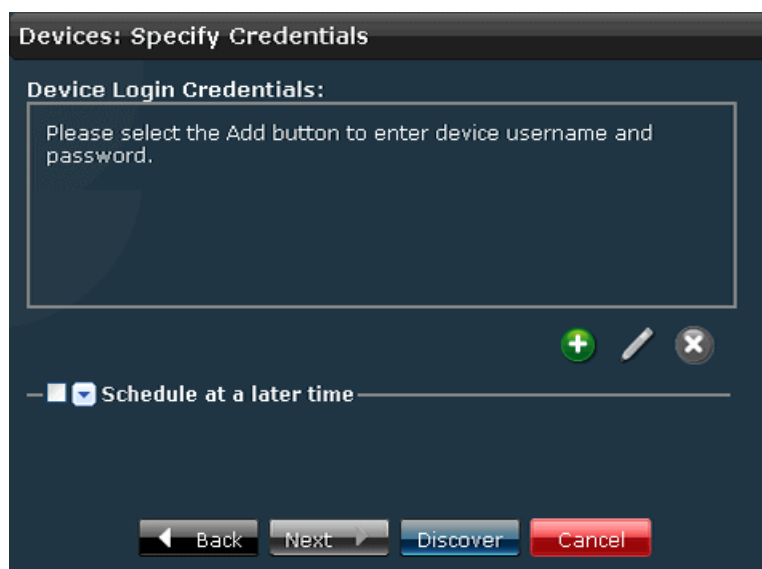 Devices: Specify Credentials
Device Login Credentials:
Please select the Add button to enter device username and
password.
Schedule at a later time
Back
Next
Discover
Cancel